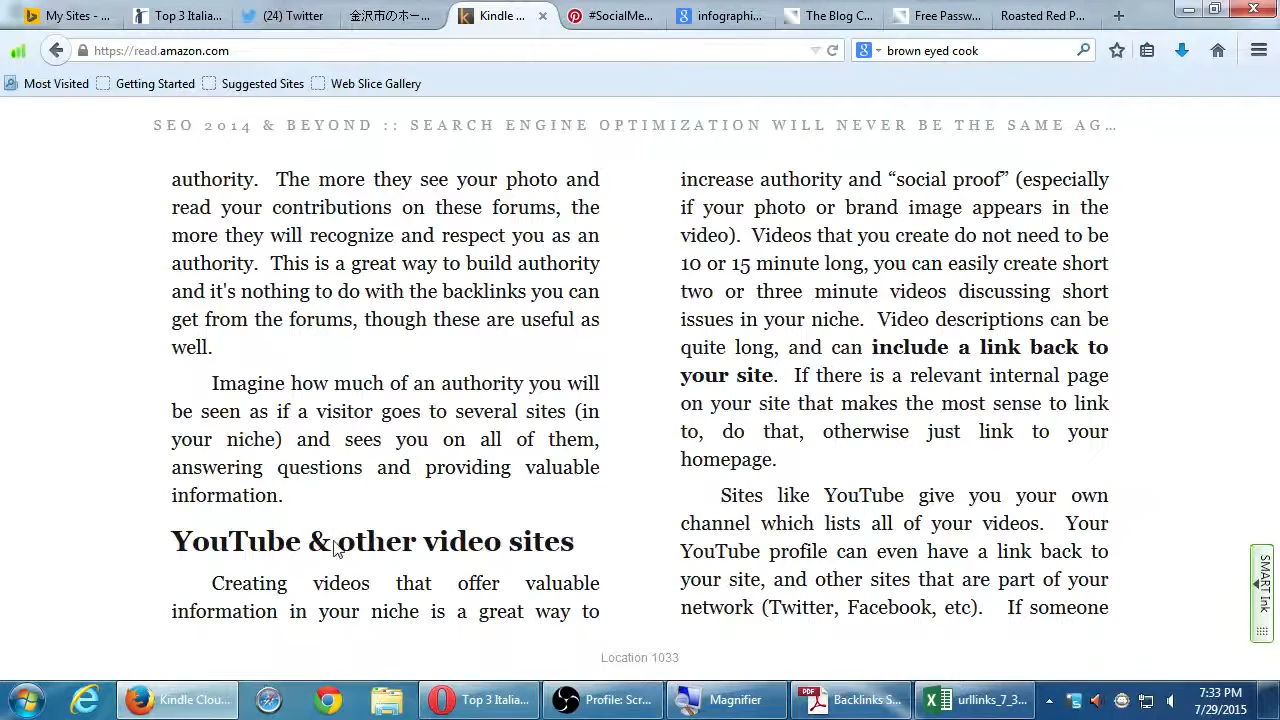 My Sites - ...
Top 3 Italia...
(24) Twitter
金沢市のホー...
Kindle ...
#SocialMe...
infographi...
The Blog C...
Free Passw...
Roasted Red P...
https://read.amazon.com
brown eyed cook
Most Visited
Getting Started
Suggested Sites
Web Slice Gallery
SEO 2014 & BEYOND :: SEARCH ENGINE OPTIMIZATION WILL NEVER BE THE SAME AG...
authority. The more they see your photo and
read your contributions on these forums, the
more they will recognize and respect you as an
authority. This is a great way to build authority
and it's nothing to do with the backlinks you can
get from the forums, though these are useful as
well.
Imagine how much of an authority you will
be seen as if a visitor goes to several sites (in
your niche) and sees you on all of them,
answering questions and providing valuable
information.
YouTube & other video sites
Creating videos that offer valuable
information in your niche is a great way to
increase authority and “social proof” (especially
if your photo or brand image appears in the
video). Videos that you create do not need to be
10 or 15 minute long, you can easily create short
two or three minute videos discussing short
issues in your niche. Video descriptions can be
quite long, and can include a link back to
your site. If there is a relevant internal page
on your site that makes the most sense to link
to, do that, otherwise just link to your
homepage.
Sites like YouTube give you your own
channel which lists all of your videos. Your
YouTube profile can even have a link back to
your site, and other sites that are part of your
network (Twitter, Facebook, etc). If someone
SMART Ink
Location 1033
Kindle Clou...
Top 3 Italia...
Profile: Scr...
Magnifier
PDF
Backlinks S...
urllinks_7_3...
7:33 PM
7/29/2015